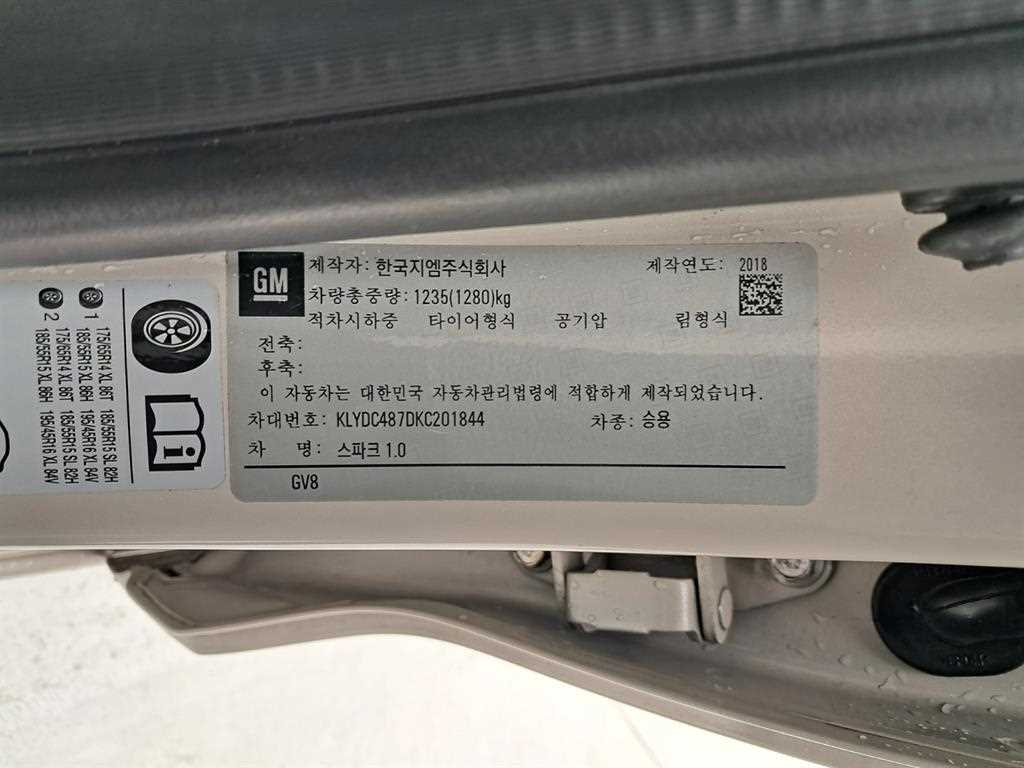 GM
제작자: 한국지엠주식회사 제작연도: 2018
차량총중량: 1235(1280)kg
적차시하중 타이어형식 공기압 림형식
전축:
후축:
이 자동차는 대한민국 자동차관리법령에 적합하게 제작되었습니다.
차대번호: KLYDC487DKC201844 차종: 승용
차 명: 스파크 1.0
GV8
1 175/65R14 XL 86T 185/55R15 SL 82H
185/55R15 XL 86H 195/45R16 XL 84V
2 175/65R14 XL 86T 185/55R15 SL 82H
185/55R15 XL 86H 195/45R16 XL 84V
i